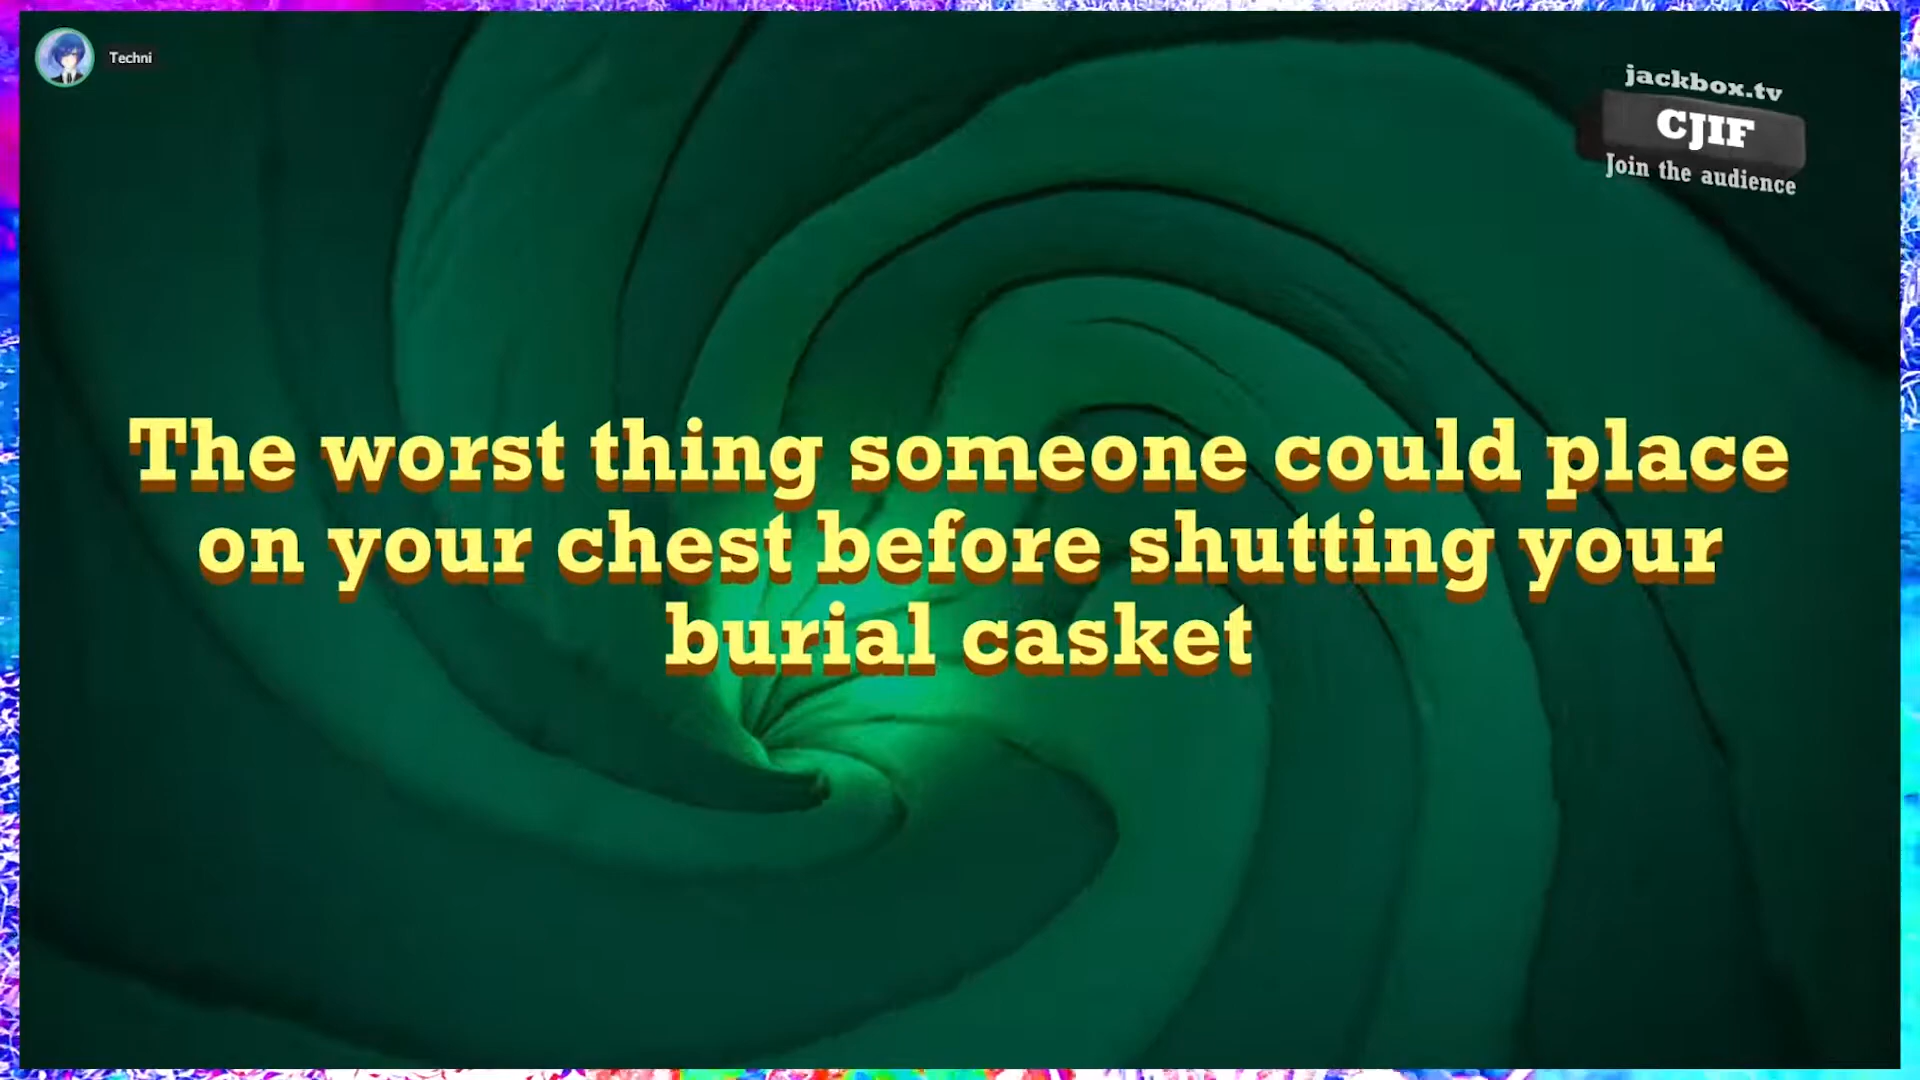 Techni
jackbox.tv
CJIF
Join the audience
The worst thing someone could place
on your chest before shutting your
burial casket